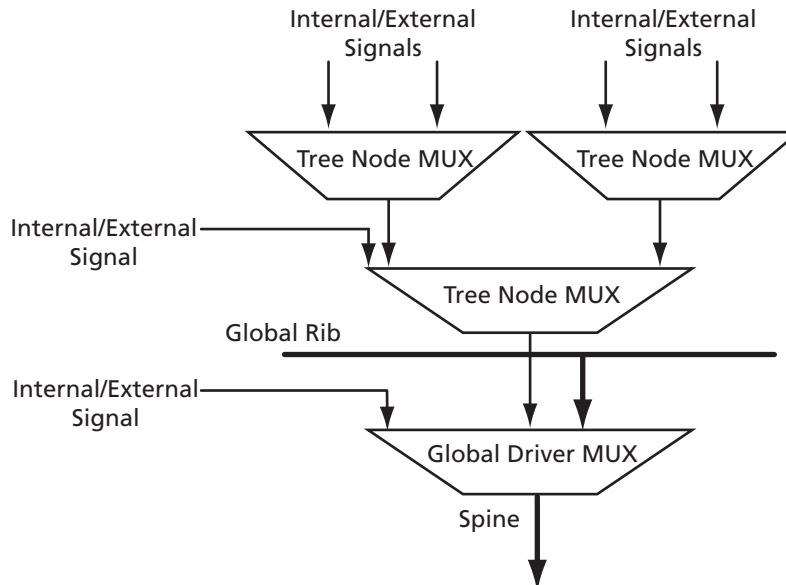 Internal/External
Signals
Internal/External
Signals
Tree Node MUX
Tree Node MUX
Internal/External
Signal
Tree Node MUX
Global Rib
Internal/External
Signal
Global Driver MUX
Spine